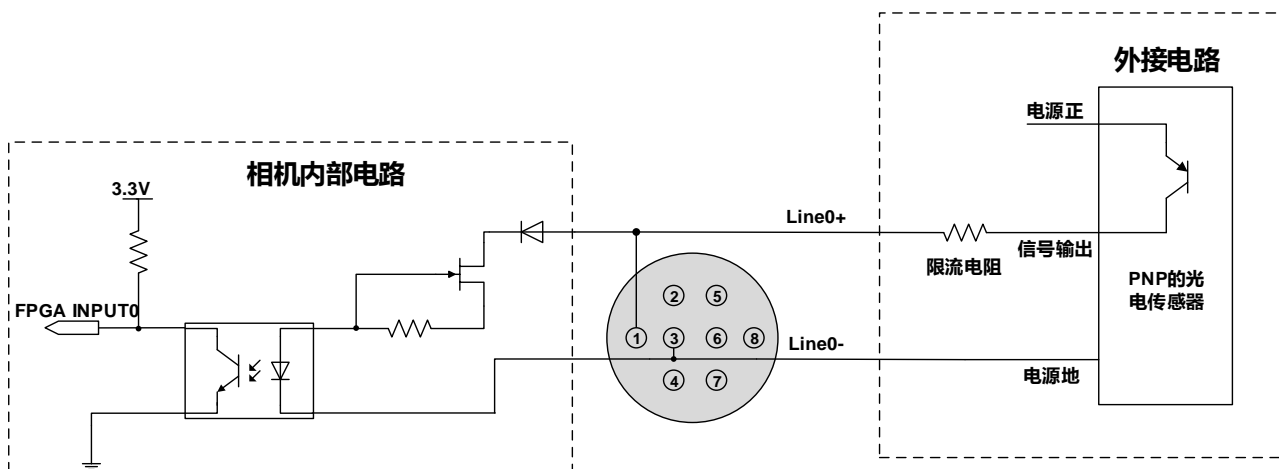 外接电路
电源正
相机内部电路
3.3V
Line0+
限流电阻
信号输出
PNP的光
电传感器
FPGA INPUT0
2
5
1
3
6
8
Line0-
4
7
电源地